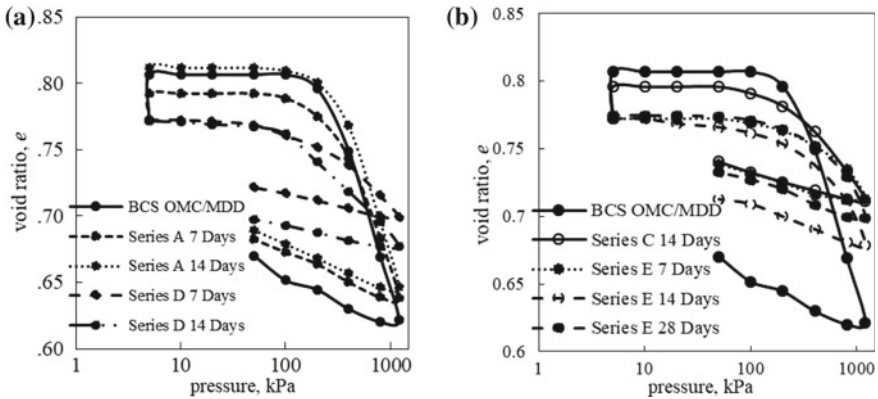 (a)
.85
.80
.75
.70
.65
.60
void ratio, e
BCS OMC/MDD
Series A 7 Days
Series A 14 Days
Series D 7 Days
Series D 14 Days
1
10
100
1000
pressure, kPa
(b)
0.85
0.8
0.75
0.7
0.65
0.6
void ratio, e
BCS OMC/MDD
Series C 14 Days
Series E 7 Days
Series E 14 Days
Series E 28 Days
1
10
100
1000
pressure, kPa